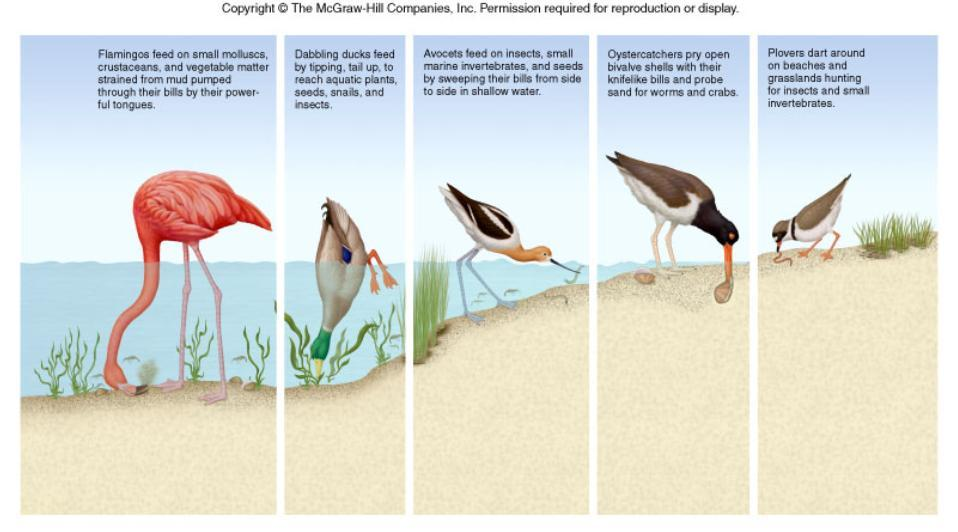 Copyright © The McGraw-Hill Companies, Inc. Permission required for reproduction or display.
Flamingos feed on small molluscs,
crustaceans, and vegetable matter
strained from mud pumped
through their bills by their power-
ful tongues.
Dabbling ducks feed
by tipping, tail up, to
reach aquatic plants,
seeds, snails, and
insects.
Avocets feed on insects, small
marine invertebrates, and seeds
by sweeping their bills from side
to side in shallow water.
Oystercatchers pry open
bivalve shells with their
knifelike bills and probe
sand for worms and crabs.
Plovers dart around
on beaches and
grasslands hunting
for insects and small
invertebrates.